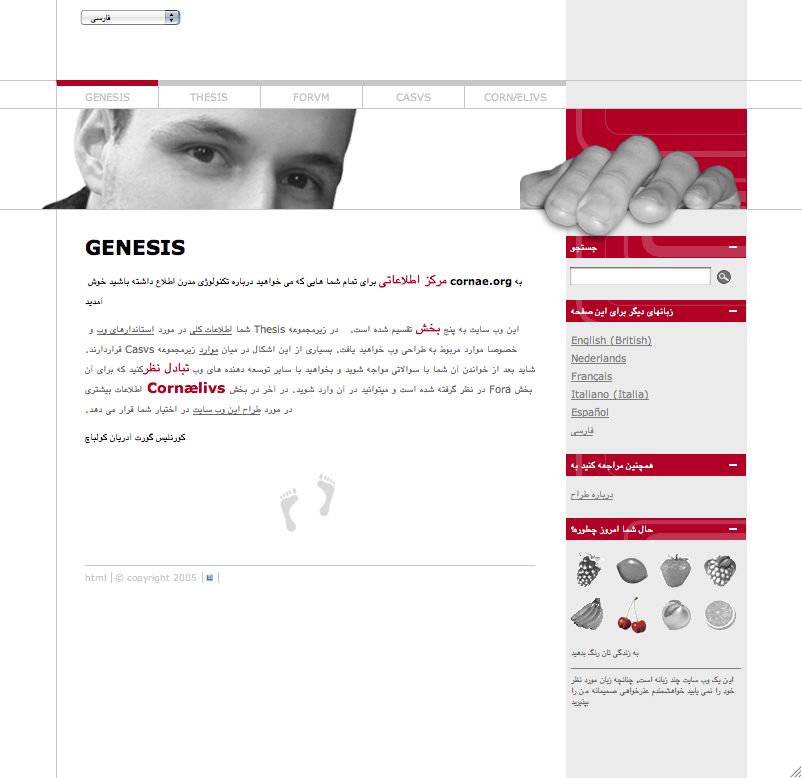 فارسی
GENESIS
THESIS
FORVM
CASVS
CORNÆLIVS
GENESIS
به cornae.org مرکز اطلاعاتی برای تمام شما هایی که می خواهید درباره تکنولوژی مدرن اطلاع داشته باشید خوش
آمدید
این وب سایت به پنج بخش تقسیم شده است. در زیرمجموعه Thesis شما اطلاعات کلی در مورد استاندارهای وب و
خصوصا موارد مربوط به طراحی وب خواهید یافت. بسیاری از این اشکال در میان موارد زیرمجموعه Casvs قراردارند.
شاید بعد از خواندن آن شما با سوالاتی مواجه شوید و بخواهید با سایر توسعه دهنده های وب تبادل نظر کنید که برای آن
بخش Fora در نظر گرفته شده است و میتوانید در آن وارد شوید. در آخر در بخش Cornælivs اطلاعات بیشتری
در مورد طراح این وب سایت در اختیار شما قرار می دهد.
کورنلیس گورت ادریان کولباچ
html | © copyright 2005 | |
جستجو
زبانهای دیگر برای این صفحه
English (British)
Nederlands
Français
Italiano (Italia)
Español
فارسی
همچنین مراجعه کنید به
درباره طراح
حال شما امروز چطوره؟
به زندگی تان رنگ بدهید
این یک وب سایت چند زبانه است. چنانچه زبان مورد نظر
خود را نمی یابید خواهشمندم عذرخواهی صمیمانه من را
بپذیرید